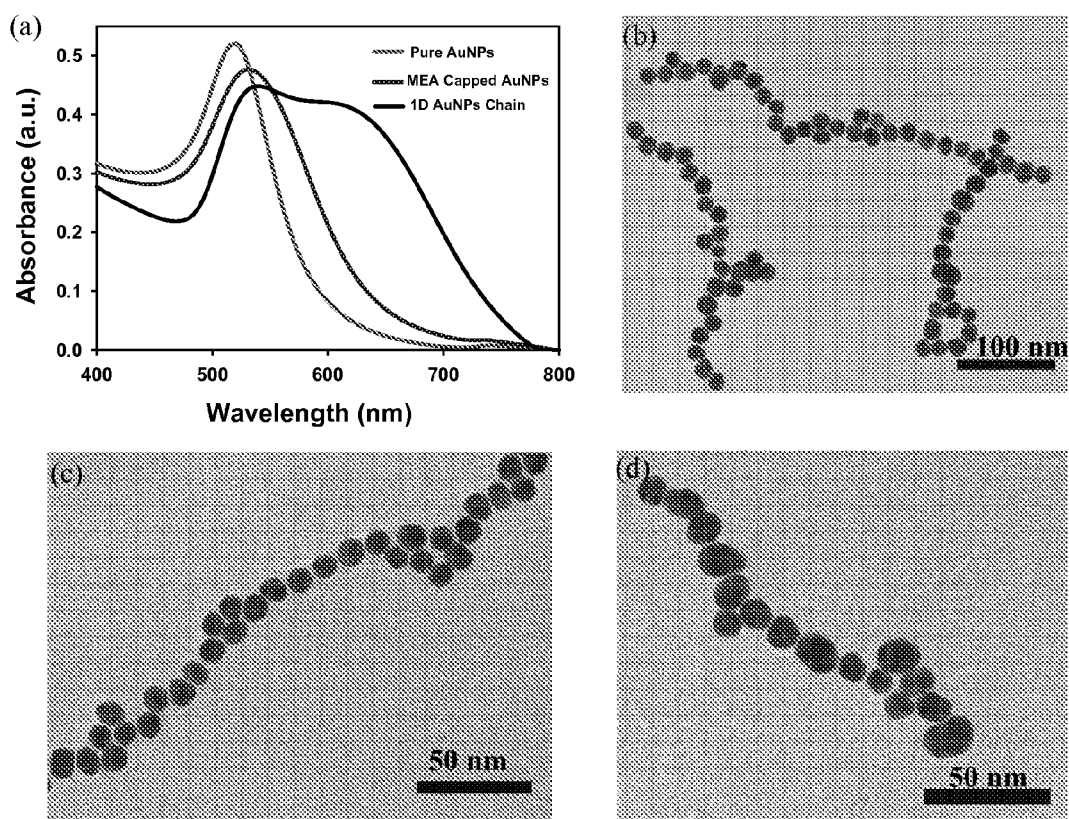 (a)
0.5
0.4
0.3
0.2
0.1
0.0
Absorbance (a.u.)
Pure AuNPs
MEA Capped AuNPs
1D AuNPs Chain
400 500 600 700 800
Wavelength (nm)
(b)
100 nm
(c)
50 nm
(d)
50 nm